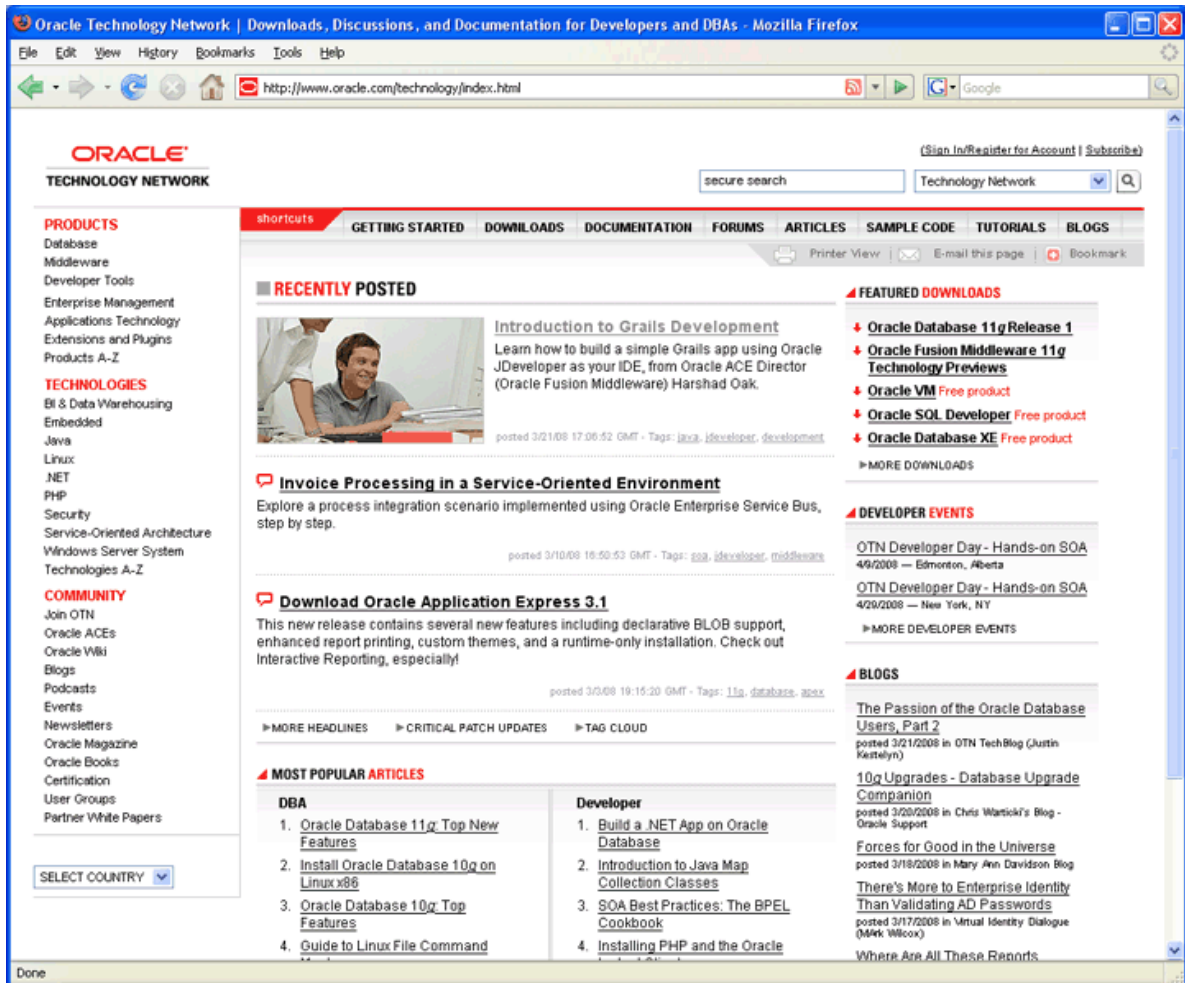 Oracle Technology Network | Downloads, Discussions, and Documentation for Developers and DBAs - Mozilla Firefox
File Edit View History Bookmarks Tools Help
http://www.oracle.com/technology/index.html
Google
(Sign In/Register for Account | Subscribe)
ORACLE
TECHNOLOGY NETWORK
secure search
Technology Network
shortcuts
GETTING STARTED DOWNLOADS DOCUMENTATION FORUMS ARTICLES SAMPLE CODE TUTORIALS BLOGS
Printer View | E-mail this page | Bookmark
PRODUCTS
Database
Middleware
Developer Tools
Enterprise Management
Applications Technology
Extensions and Plugins
Products A-Z
TECHNOLOGIES
BI & Data Warehousing
Embedded
Java
Linux
.NET
PHP
Security
Service-Oriented Architecture
Windows Server System
Technologies A-Z
COMMUNITY
Join OTN
Oracle ACEs
Oracle Wiki
Blogs
Podcasts
Events
Newsletters
Oracle Magazine
Oracle Books
Certification
User Groups
Partner White Papers
SELECT COUNTRY
RECENTLY POSTED
Introduction to Grails Development
Learn how to build a simple Grails app using Oracle
JDeveloper as your IDE, from Oracle ACE Director
(Oracle Fusion Middleware) Harshad Oak.
posted 3/21/08 17:06:52 GMT - Tags: java, jdeveloper, development
Invoice Processing in a Service-Oriented Environment
Explore a process integration scenario implemented using Oracle Enterprise Service Bus,
step by step.
posted 3/10/08 16:50:53 GMT - Tags: soa, jdeveloper, middleware
Download Oracle Application Express 3.1
This new release contains several new features including declarative BLOB support,
enhanced report printing, custom themes, and a runtime-only installation. Check out
Interactive Reporting, especially!
posted 3/3/08 19:15:20 GMT - Tags: 11g, database, apex
MORE HEADLINES CRITICAL PATCH UPDATES TAG CLOUD
MOST POPULAR ARTICLES
DBA
1. Oracle Database 11g: Top New
Features
2. Install Oracle Database 10g on
Linux x86
3. Oracle Database 10g: Top
Features
4. Guide to Linux File Command
Developer
1. Build a .NET App on Oracle
Database
2. Introduction to Java Map
Collection Classes
3. SOA Best Practices: The BPEL
Cookbook
4. Installing PHP and the Oracle
FEATURED DOWNLOADS
Oracle Database 11g Release 1
Oracle Fusion Middleware 11g
Technology Previews
Oracle VM Free product
Oracle SQL Developer Free product
Oracle Database XE Free product
MORE DOWNLOADS
DEVELOPER EVENTS
OTN Developer Day - Hands-on SOA
4/9/2008 — Edmonton, Alberta
OTN Developer Day - Hands-on SOA
4/29/2008 — New York, NY
MORE DEVELOPER EVENTS
BLOGS
The Passion of the Oracle Database
Users, Part 2
posted 3/21/2008 in OTN TechBlog (Justin
Kestelyn)
10g Upgrades - Database Upgrade
Companion
posted 3/20/2008 in Chris Warticki's Blog -
Oracle Support
Forces for Good in the Universe
posted 3/18/2008 in Mary Ann Davidson Blog
There's More to Enterprise Identity
Than Validating AD Passwords
posted 3/17/2008 in Virtual Identity Dialogue
(MArk Wilcox)
Where Are All These Reports
Done